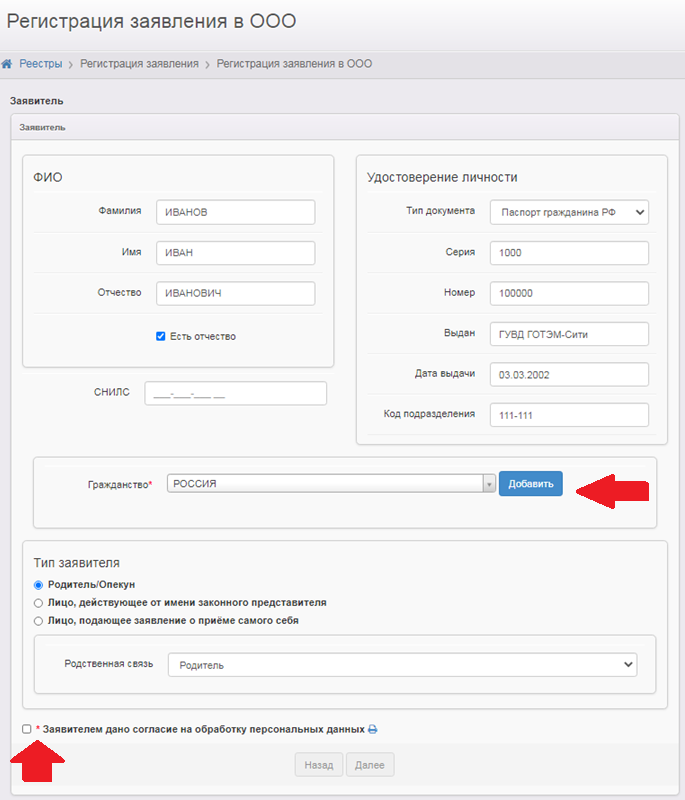 Регистрация заявления в ООО
Реестры > Регистрация заявления > Регистрация заявления в ООО
Заявитель
Заявитель
ФИО
Фамилия ИВАНОВ
Имя ИВАН
Отчество ИВАНОВИЧ
Есть отчество
СНИЛС ___-___-___ __
Удостоверение личности
Тип документа Паспорт гражданина РФ
Серия 1000
Номер 100000
Выдан ГУВД ГОТЭМ-Сити
Дата выдачи 03.03.2002
Код подразделения 111-111
Гражданство* РОССИЯ Добавить
Тип заявителя
Родитель/Опекун
Лицо, действующее от имени законного представителя
Лицо, подающее заявление о приёме самого себя
Родственная связь Родитель
* Заявителем дано согласие на обработку персональных данных
Назад Далее